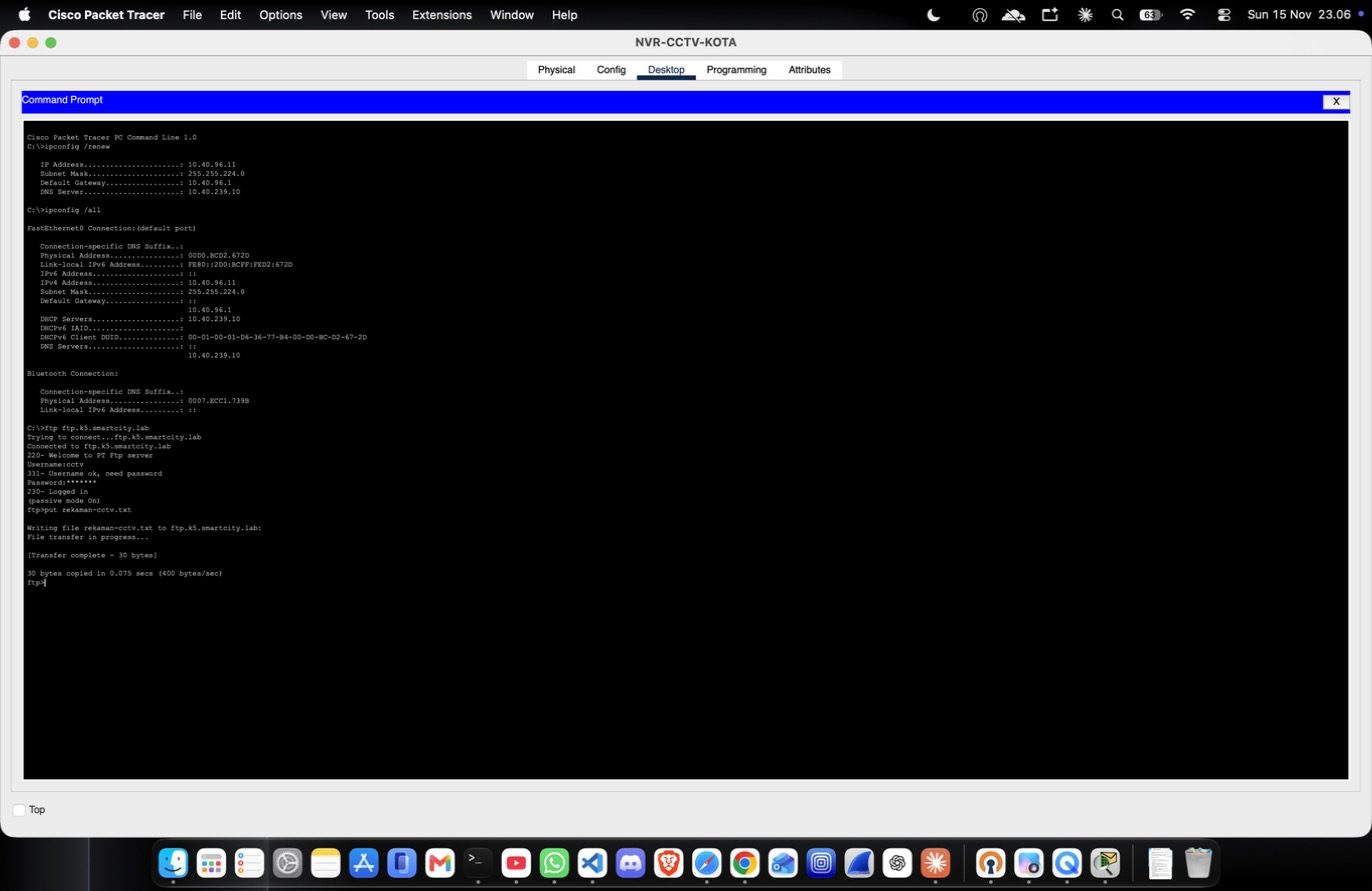 Cisco Packet Tracer File Edit Options View Tools Extensions Window Help 63 Sun 15 Nov 23.06
NVR-CCTV-KOTA
Physical Config Desktop Programming Attributes
Command Prompt X
Cisco Packet Tracer PC Command Line 1.0
C:\>ipconfig /renew
IP Address......................: 10.40.96.11
Subnet Mask.....................: 255.255.224.0
Default Gateway.................: 10.40.96.1
DNS Server......................: 10.40.239.10
C:\>ipconfig /all
FastEthernet0 Connection:(default port)
Connection-specific DNS Suffix..:
Physical Address................: 00D0.BCD2.672D
Link-local IPv6 Address.........: FE80::2D0:BCFF:FED2:672D
IPv6 Address....................: ::
IPv4 Address....................: 10.40.96.11
Subnet Mask.....................: 255.255.224.0
Default Gateway.................: ::
10.40.96.1
DHCP Servers....................: 10.40.239.10
DHCPv6 IAID.....................:
DHCPv6 Client DUID..............: 00-01-00-01-D6-36-77-B4-00-D0-BC-D2-67-2D
DNS Servers.....................: ::
10.40.239.10
Bluetooth Connection:
Connection-specific DNS Suffix..:
Physical Address................: 0007.ECC1.739B
Link-local IPv6 Address.........: ::
C:\>ftp ftp.k5.smartcity.lab
Trying to connect...ftp.k5.smartcity.lab
Connected to ftp.k5.smartcity.lab
220- Welcome to PT Ftp server
Username:cctv
331- Username ok, need password
Password:*******
230- Logged in
(passive mode On)
ftp>put rekaman-cctv.txt
Writing file rekaman-cctv.txt to ftp.k5.smartcity.lab:
File transfer in progress...
[Transfer complete - 30 bytes]
30 bytes copied in 0.075 secs (400 bytes/sec)
ftp>
Top